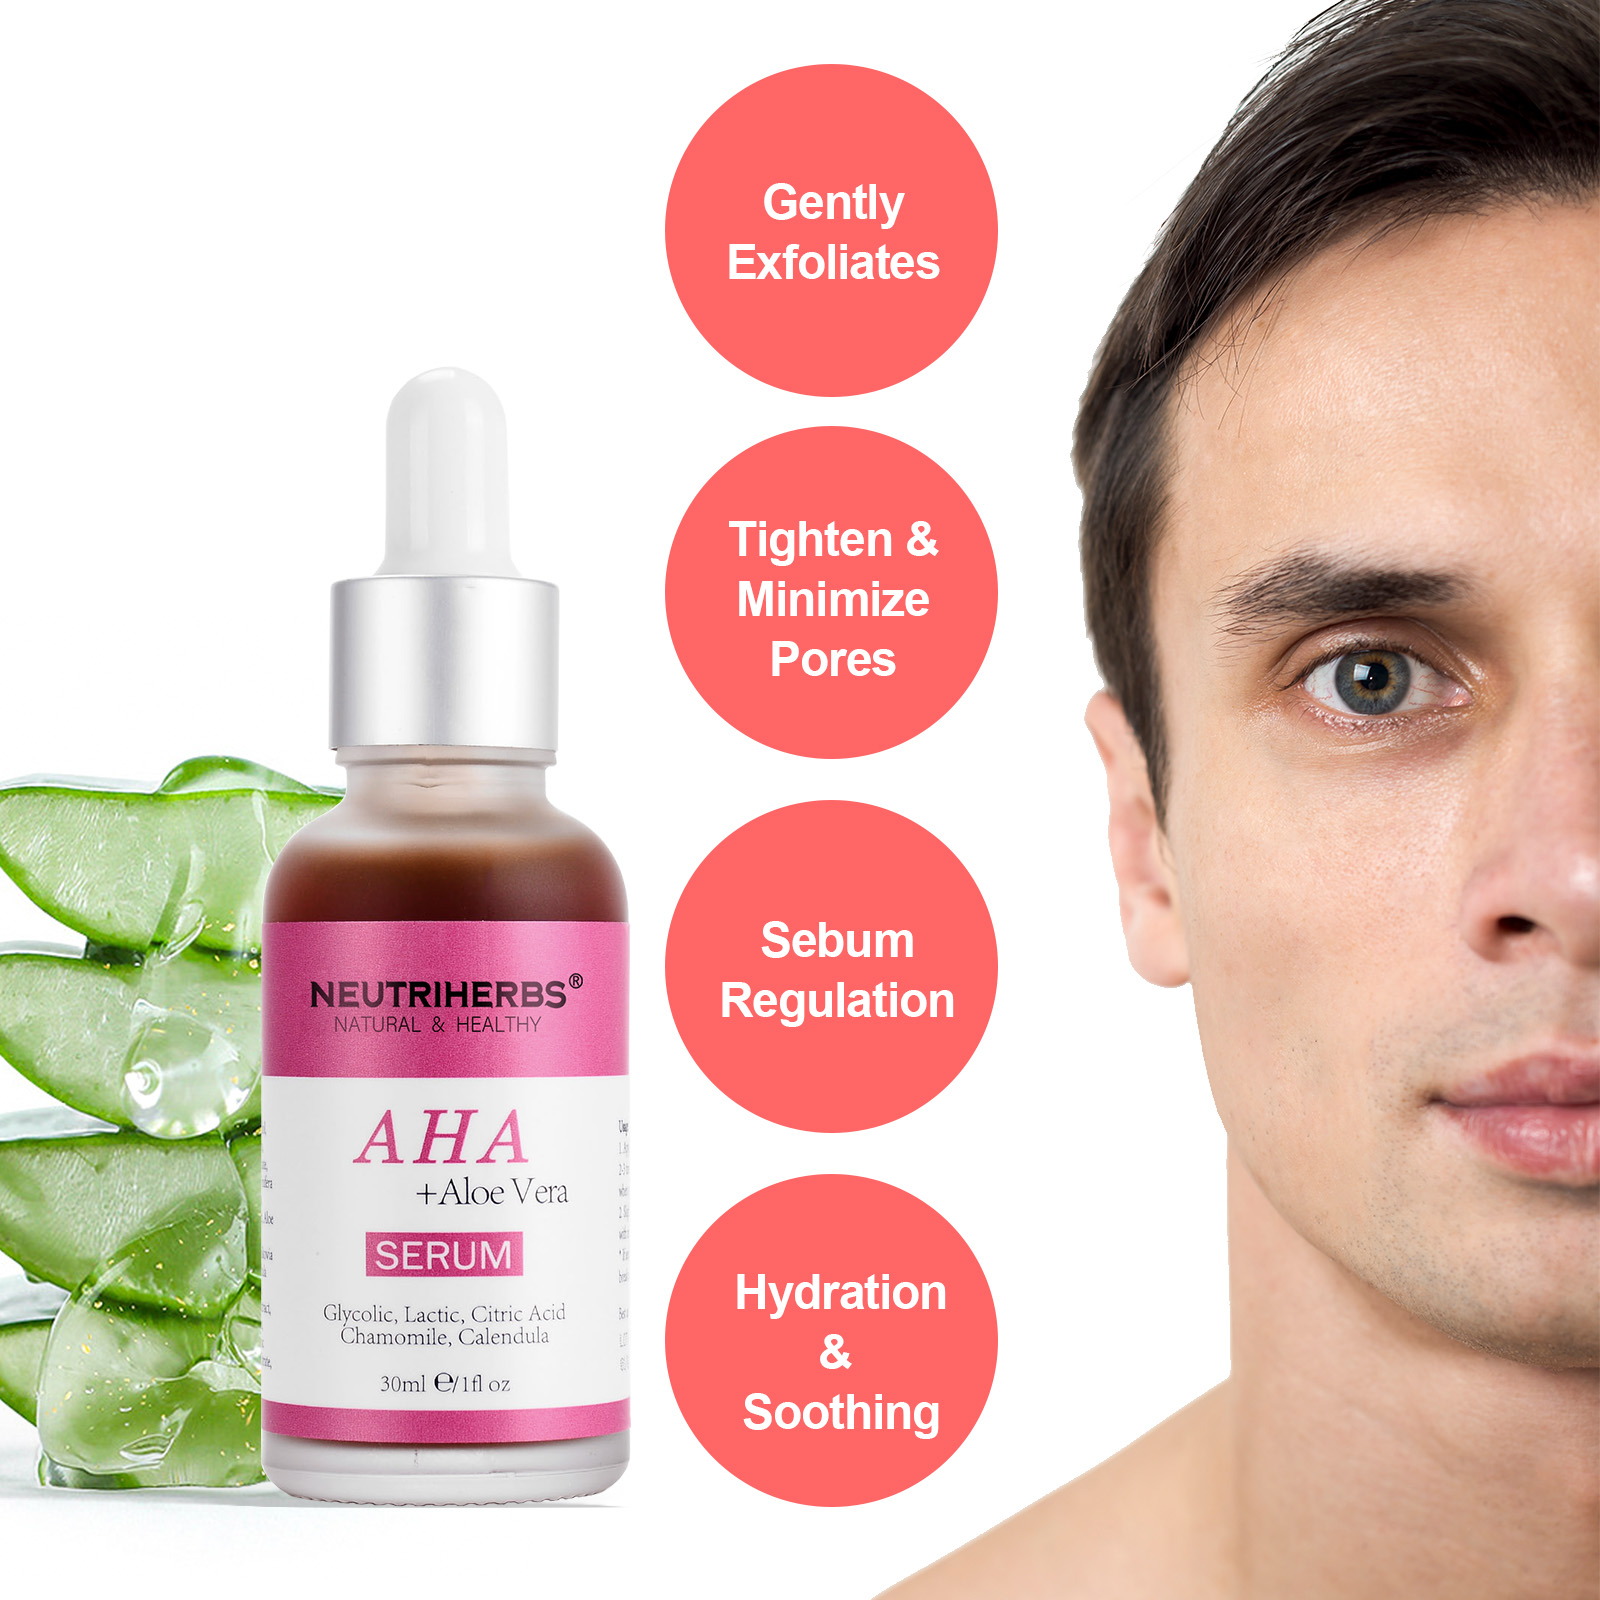 Gently
Exfoliates
Tighten &
Minimize
Pores
Sebum
Regulation
Hydration
&
Soothing
NEUTRIHERBS®
NATURAL & HEALTHY
AHA
+Aloe Vera
SERUM
Glycolic, Lactic, Citric Acid
Chamomile, Calendula
30ml ℮/1fl oz